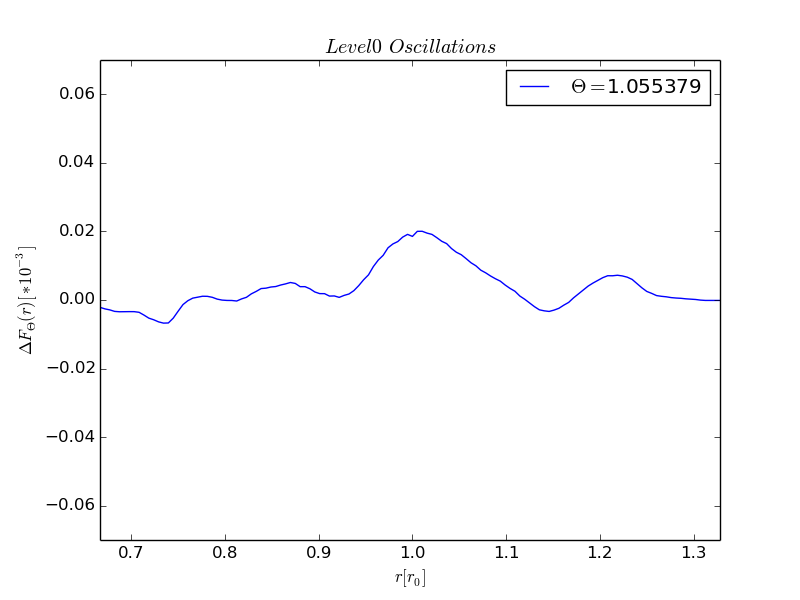 Level0 Oscillations
Θ=1.055379
0.06
0.04
0.02
0.00
−0.02
−0.04
−0.06
ΔF_Θ(r)[*10^{-3}]
0.7 0.8 0.9 1.0 1.1 1.2 1.3
r[r_0]